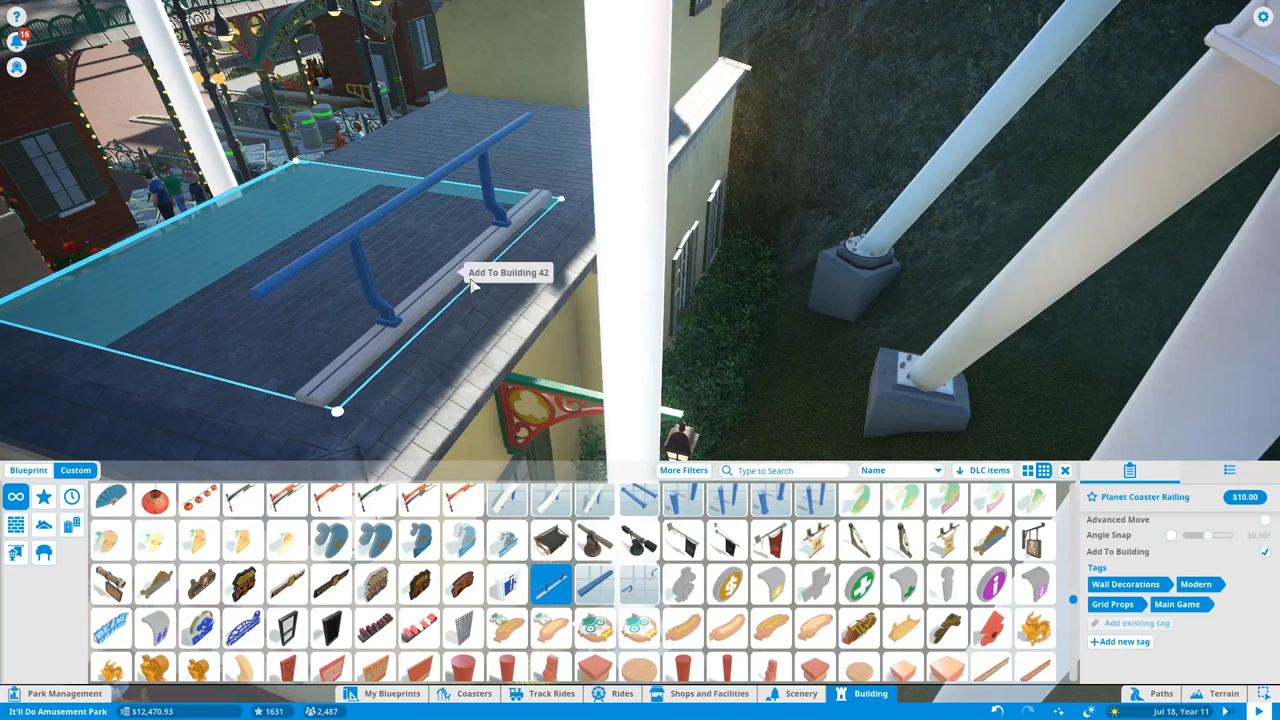 ?
16
Add To Building 42
Blueprint
Custom
More Filters
Type to Search
Name
DLC items
Planet Coaster Railing
$10.00
Advanced Move
Angle Snap
30.00°
Add To Building
Tags
Wall Decorations
Modern
Grid Props
Main Game
Add existing tag
+Add new tag
Park Management
My Blueprints
Coasters
Track Rides
Rides
Shops and Facilities
Scenery
Building
Paths
Terrain
It'll Do Amusement Park
$12,470.93
1631
2,487
Jul 18, Year 11